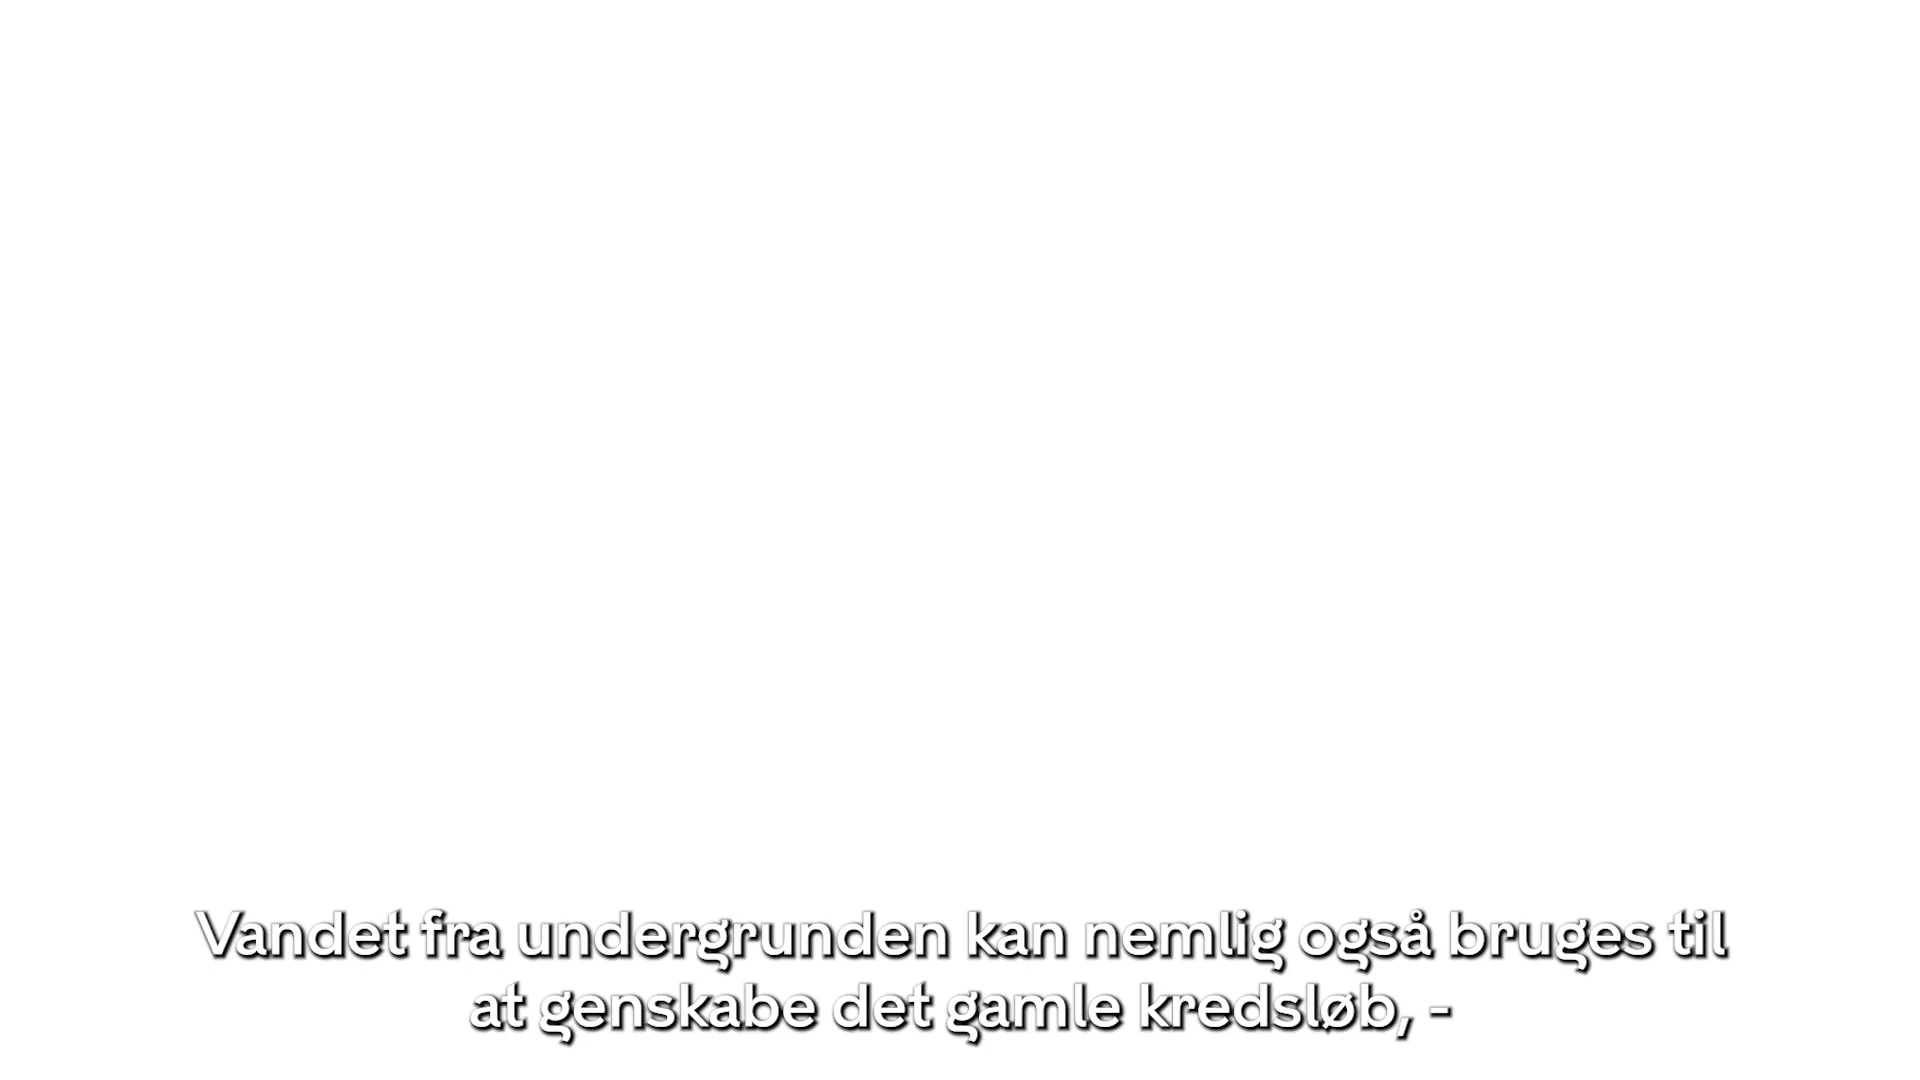 Vandet fra undergrunden kan nemlig også bruges til
at genskabe det gamle kredsløb, -